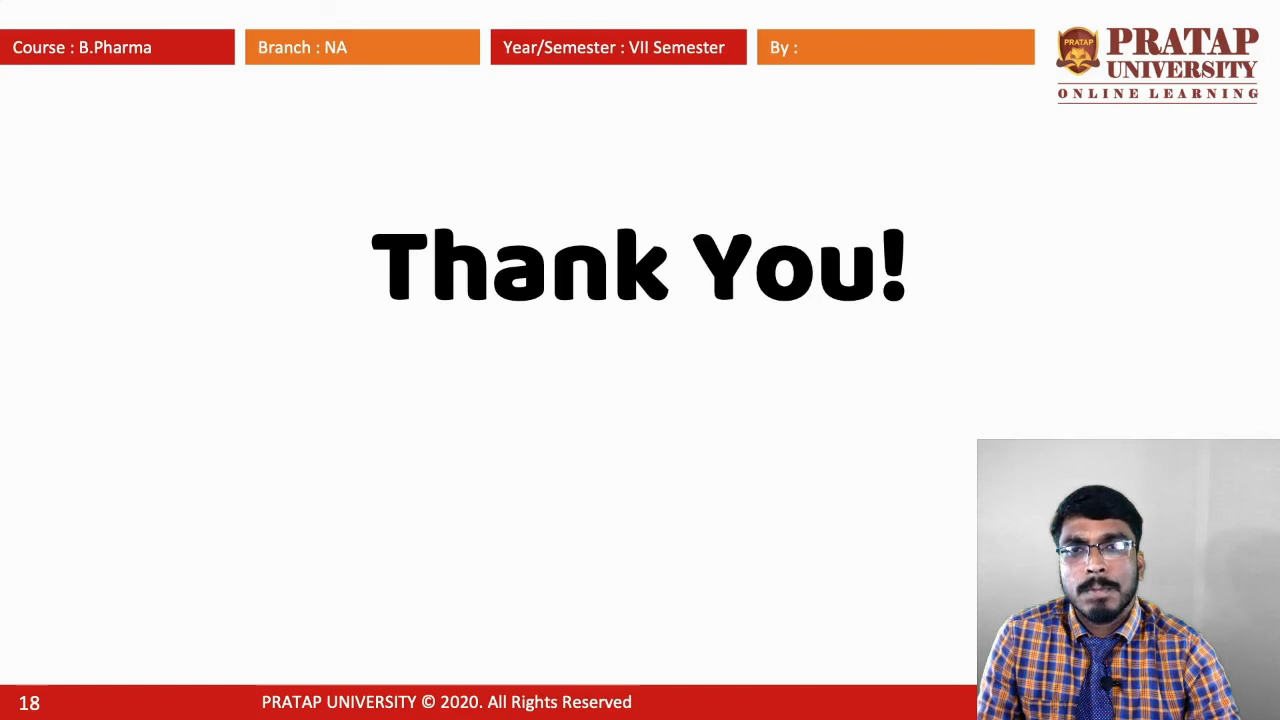 Course : B.Pharma
Branch : NA
Year/Semester : VII Semester
By :
PRATAP
PRATAP
UNIVERSITY
ONLINE LEARNING
Thank You!
18
PRATAP UNIVERSITY © 2020. All Rights Reserved